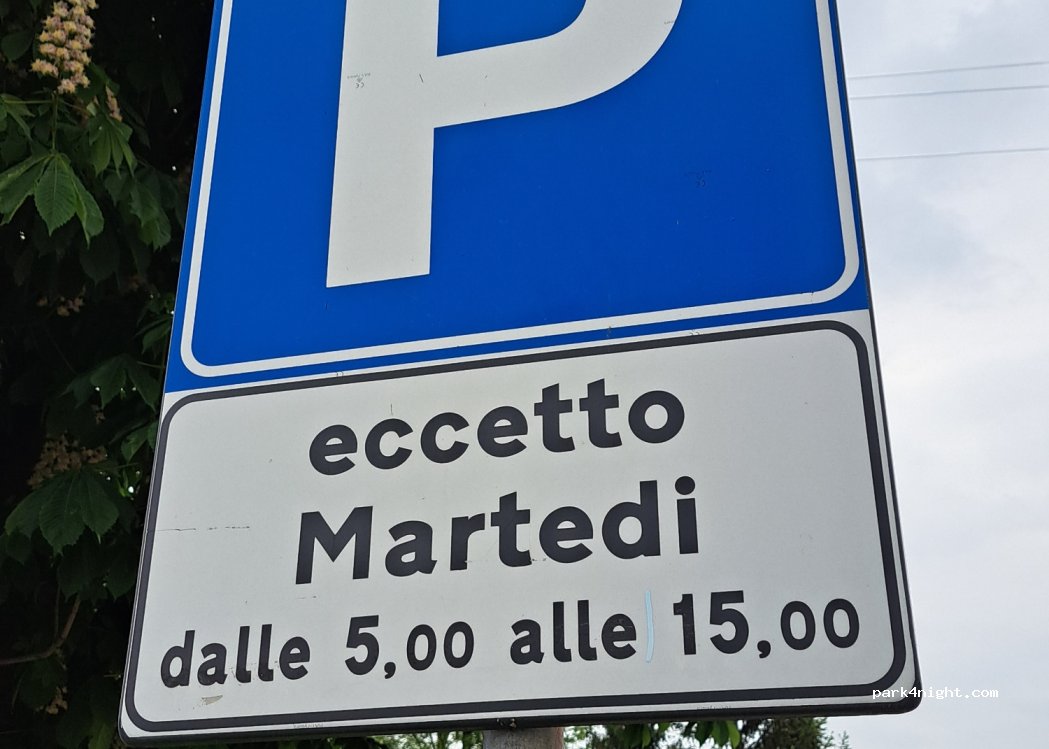 P
eccetto
Martedi
dalle 5,00 alle 15,00
park4night.com